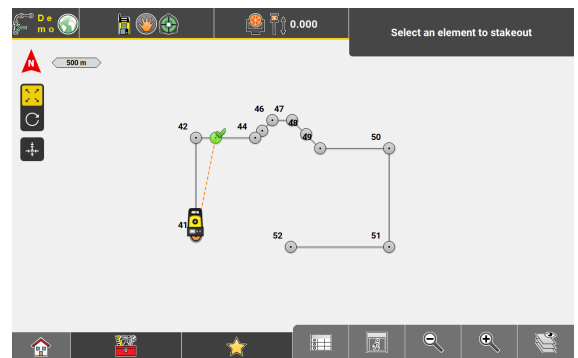 De
mo
0.000
Select an element to stakeout
N
500 m
46 47
42 44 48
49 50
41
52 51